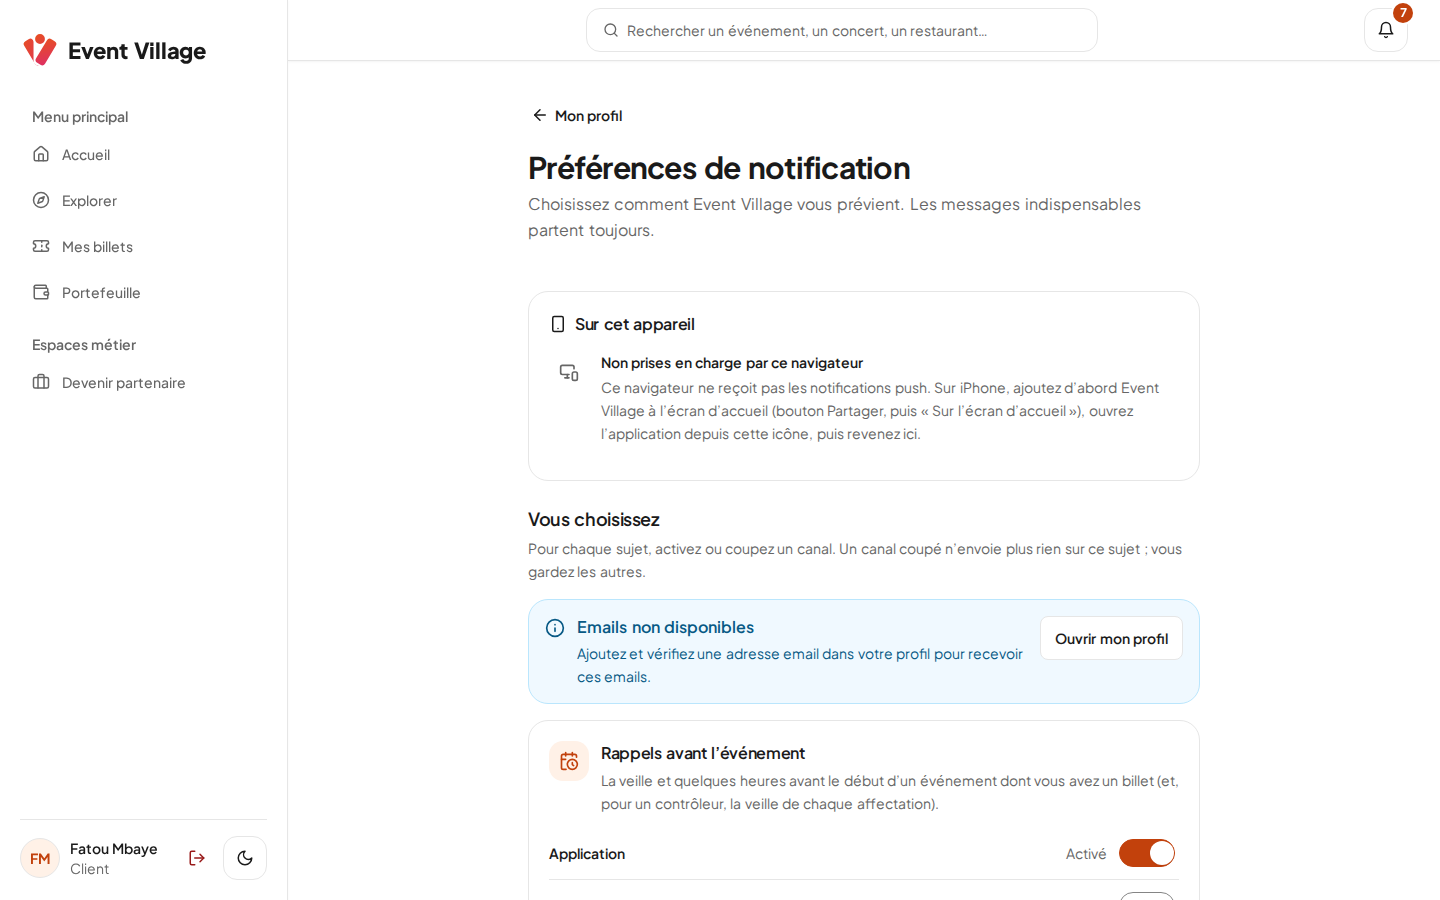 Event Village
Menu principal
Accueil
Explorer
Mes billets
Portefeuille
Espaces métier
Devenir partenaire
FM
Fatou Mbaye
Client
Rechercher un événement, un concert, un restaurant…
7
Mon profil
Préférences de notification
Choisissez comment Event Village vous prévient. Les messages indispensables
partent toujours.
Sur cet appareil
Non prises en charge par ce navigateur
Ce navigateur ne reçoit pas les notifications push. Sur iPhone, ajoutez d’abord Event
Village à l’écran d’accueil (bouton Partager, puis « Sur l’écran d’accueil »), ouvrez
l’application depuis cette icône, puis revenez ici.
Vous choisissez
Pour chaque sujet, activez ou coupez un canal. Un canal coupé n’envoie plus rien sur ce sujet ; vous
gardez les autres.
Emails non disponibles
Ajoutez et vérifiez une adresse email dans votre profil pour recevoir
ces emails.
Ouvrir mon profil
Rappels avant l’événement
La veille et quelques heures avant le début d’un événement dont vous avez un billet (et,
pour un contrôleur, la veille de chaque affectation).
Application
Activé